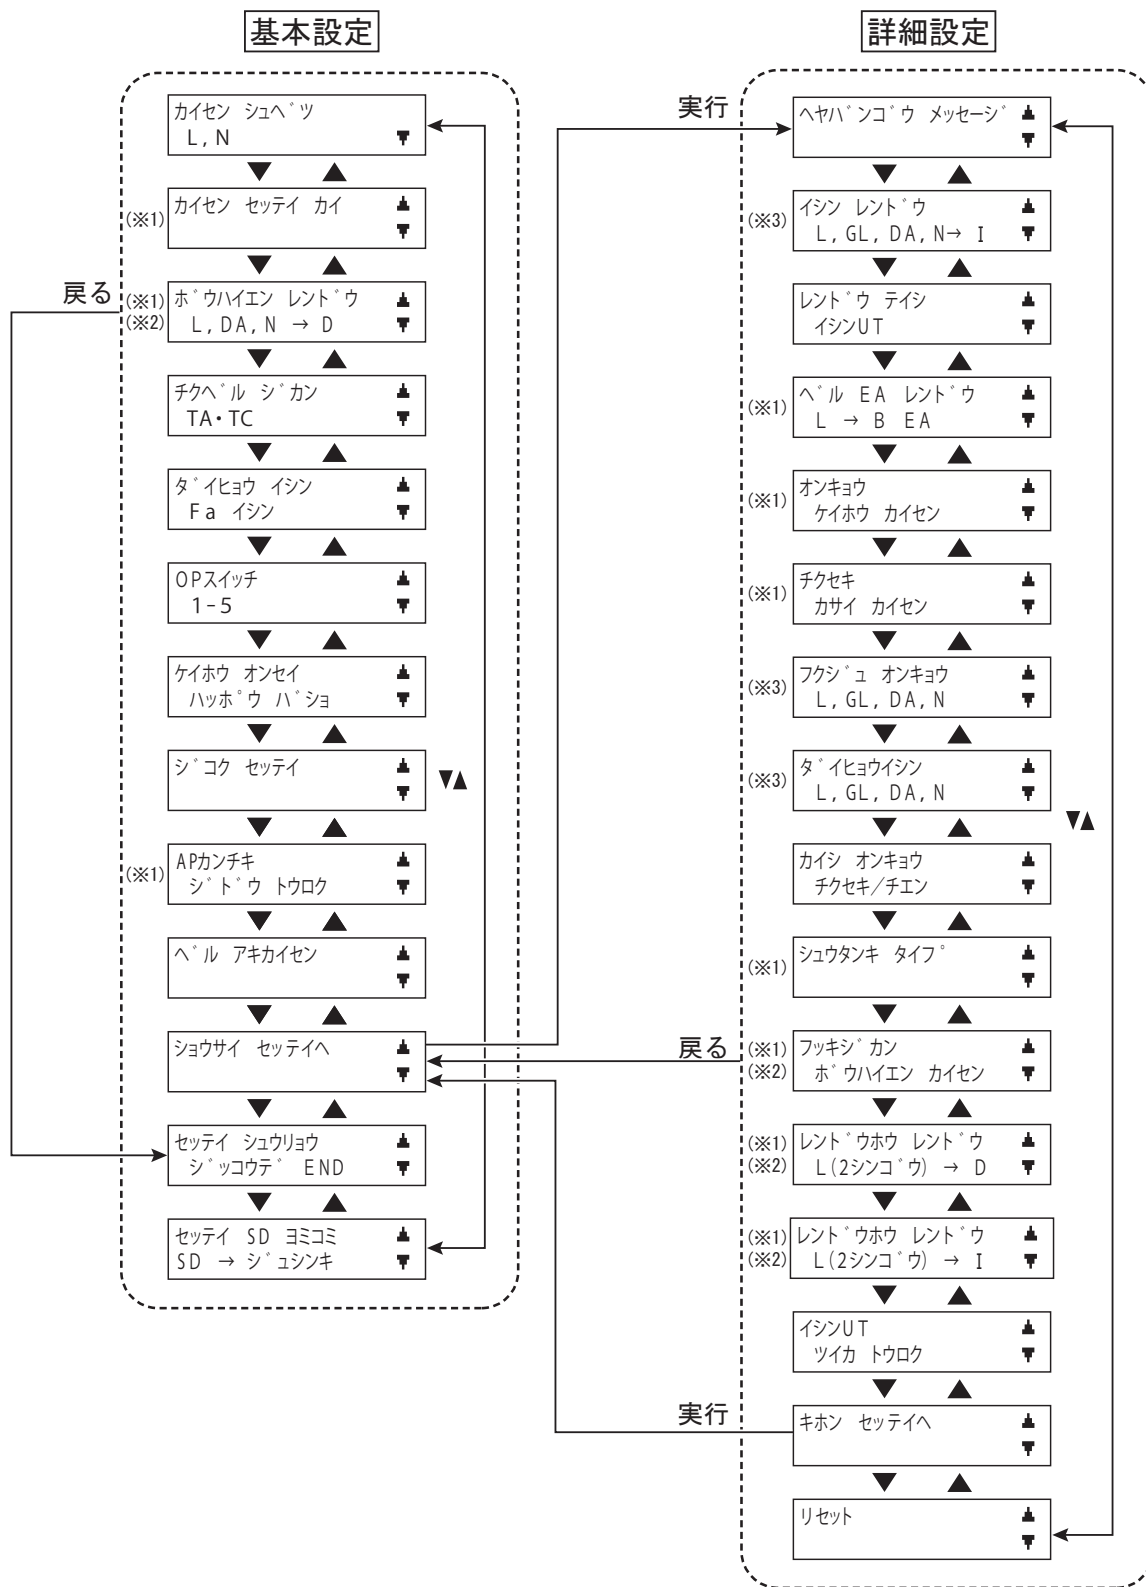 基本設定
カイセン シュベツ
L, N
(※1)
カイセン セッテイ カイ
戻る
(※1)
(※2)
ボウハイエン レンドウ
L, DA, N → D
チクベル ジカン
TA・TC
ダイヒョウ イシン
Fa イシン
OPスイッチ
1-5
ケイホウ オンセイ
ハッポウ バショ
ジコク セッテイ
▼▲
(※1)
APカンチキ
ジドウ トウロク
ベル アキカイセン
ショウサイ セッテイヘ
セッテイ シュウリョウ
ジッコウデ END
セッテイ SD ヨミコミ
SD → ジュシンキ
詳細設定
実行
ヘヤバンゴウ メッセージ
(※3)
イシン レンドウ
L, GL, DA, N→ I
レンドウ テイシ
イシンUT
(※1)
ベル EA レンドウ
L → B EA
(※1)
オンキョウ
ケイホウ カイセン
(※1)
チクセキ
カサイ カイセン
(※3)
フクジュ オンキョウ
L, GL, DA, N
(※3)
ダイヒョウイシン
L, GL, DA, N
▼▲
カイシ オンキョウ
チクセキ/チエン
(※1)
シュウタンキ タイプ
戻る
(※1)
(※2)
フッキジカン
ボウハイエン カイセン
(※1)
(※2)
レンドウホウ レンドウ
L(2シンゴウ) → D
(※1)
(※2)
レンドウホウ レンドウ
L(2シンゴウ) → I
イシンUT
ツイカ トウロク
実行
キホン セッテイヘ
リセット